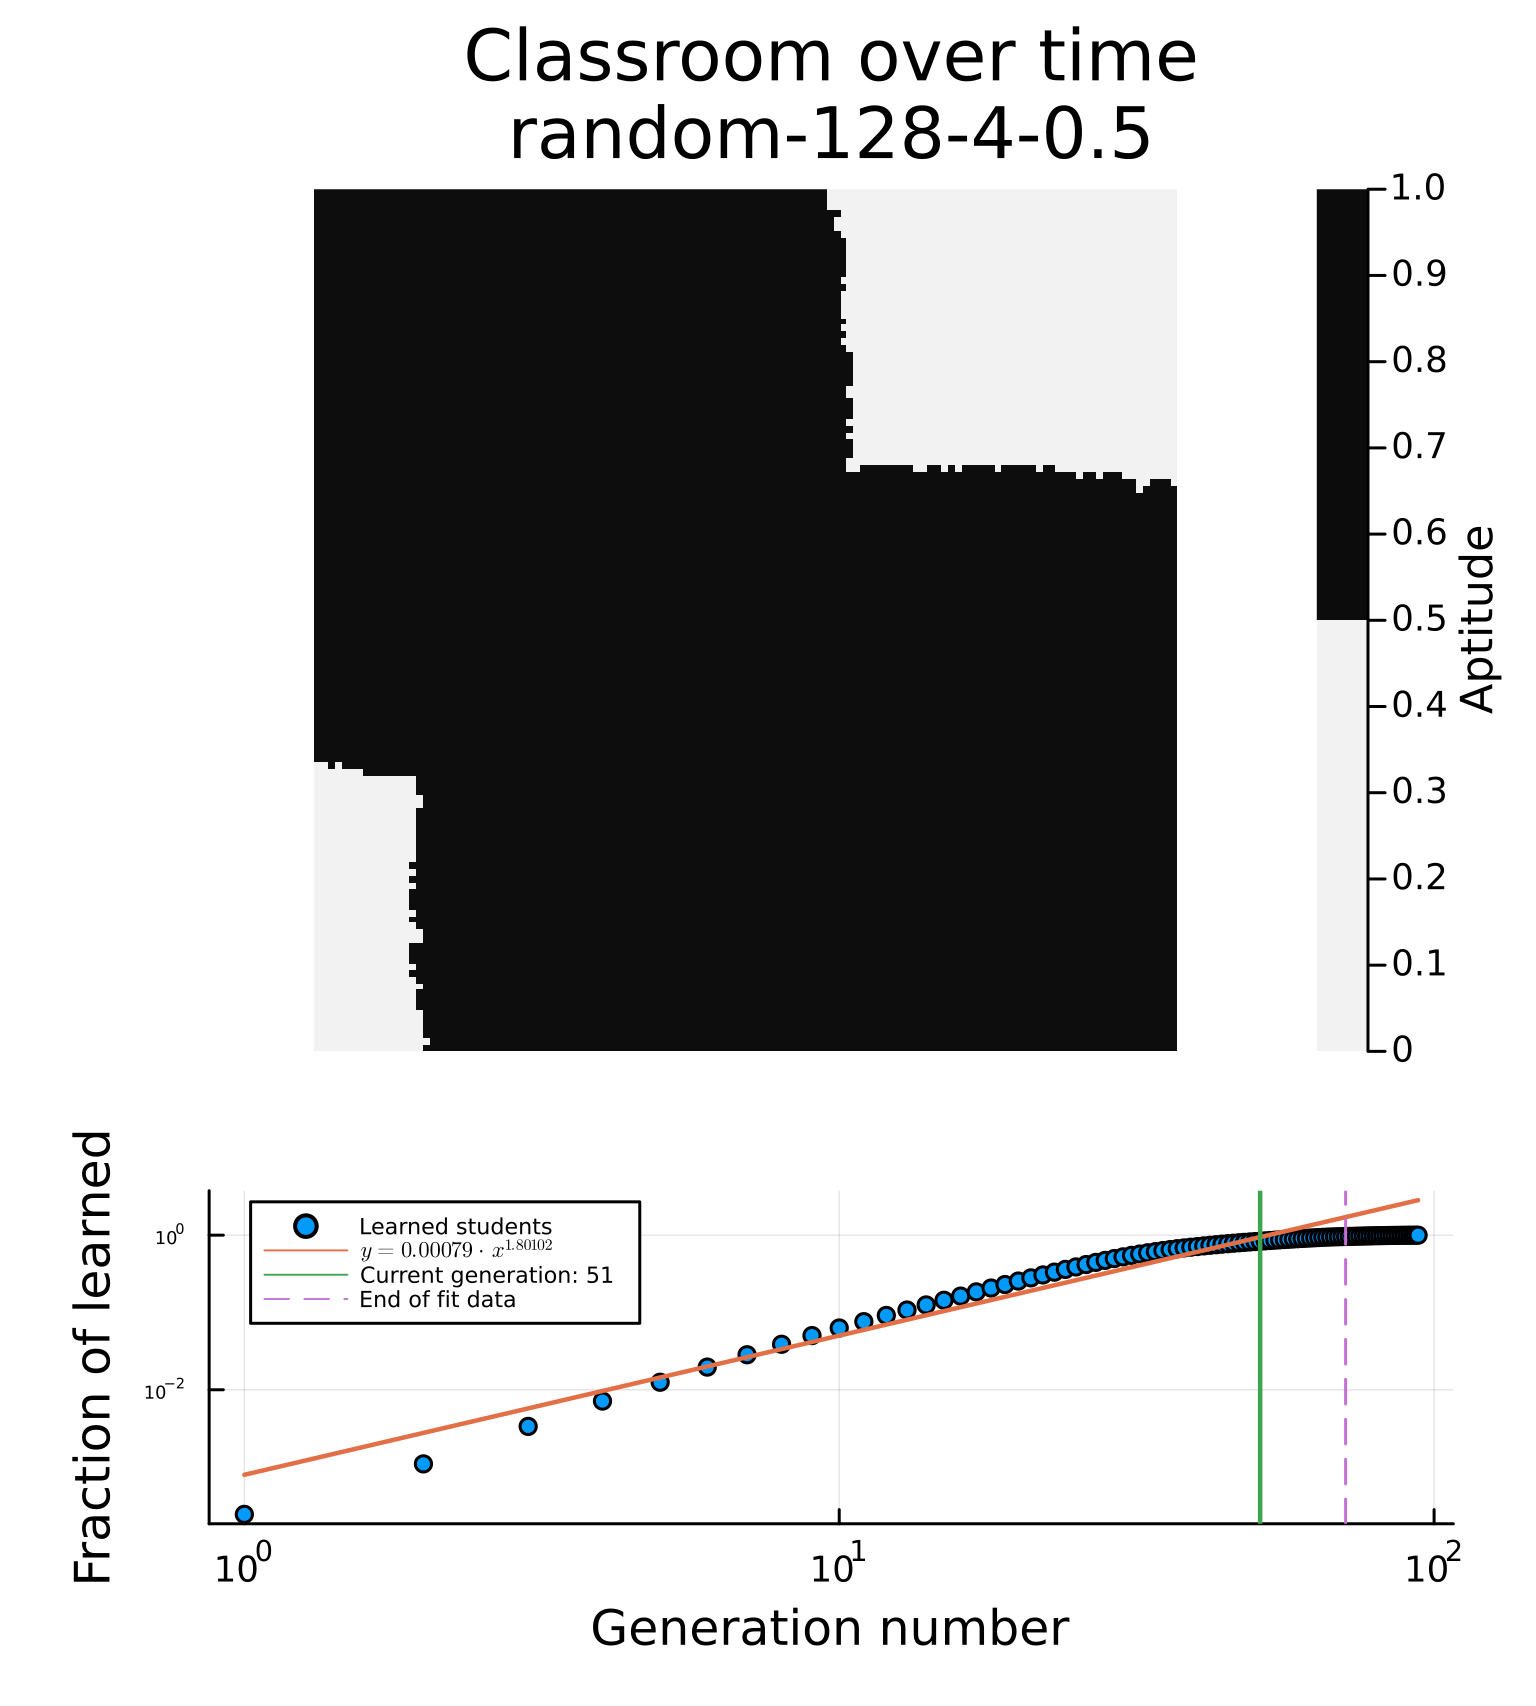 Classroom over time
random-128-4-0.5
1.0
0.9
0.8
0.7
0.6
0.5
0.4
0.3
0.2
0.1
0
Aptitude
Fraction of learned
10⁰
10⁻²
Learned students
y = 0.00079 · x^1.80102
Current generation: 51
End of fit data
10⁰
10¹
10²
Generation number